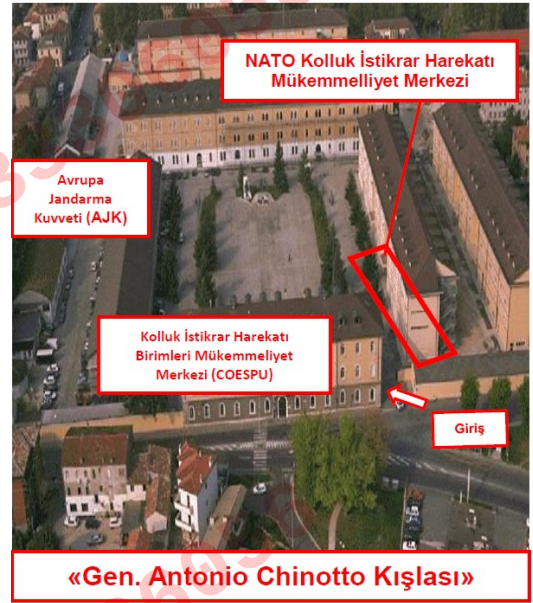 NATO Kolluk İstikrar Harekatı
Mükemmelliyet Merkezi
Avrupa
Jandarma
Kuvveti (AJK)
Kolluk İstikrar Harekatı
Birimleri Mükemmeliyet
Merkezi (COESPU)
Giriş
«Gen. Antonio Chinotto Kışlası»